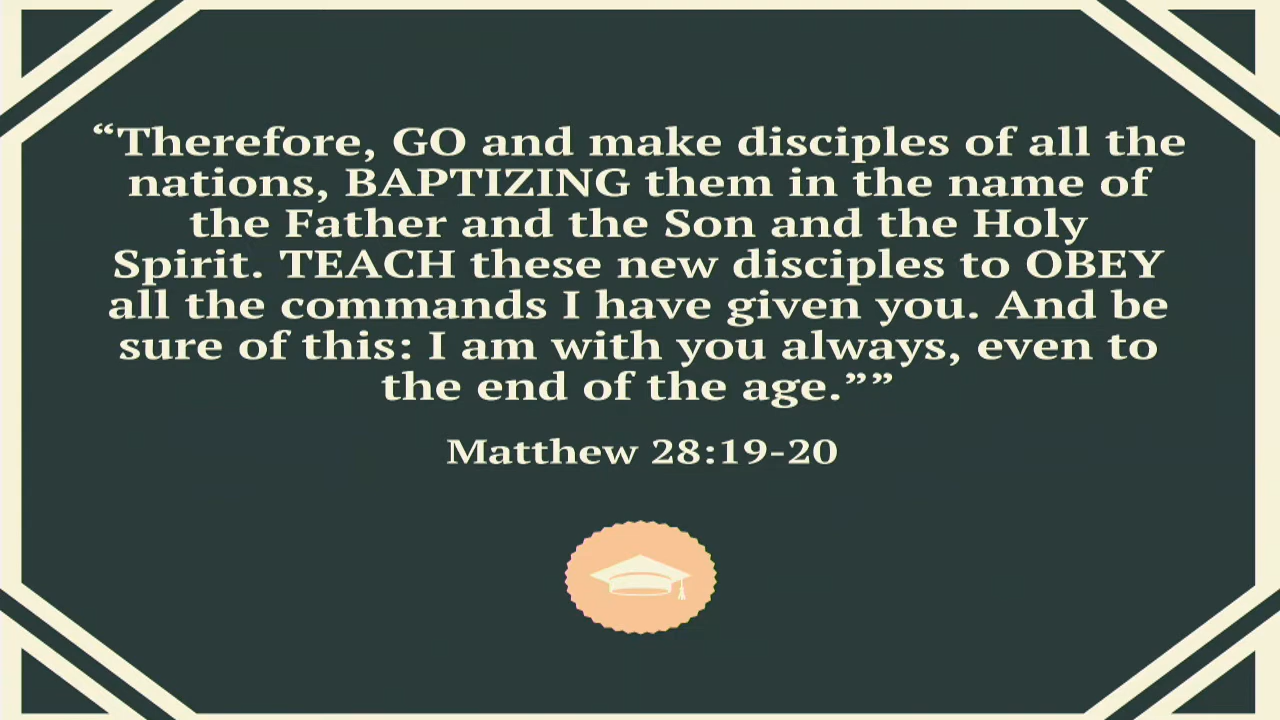 “Therefore, GO and make disciples of all the
nations, BAPTIZING them in the name of
the Father and the Son and the Holy
Spirit. TEACH these new disciples to OBEY
all the commands I have given you. And be
sure of this: I am with you always, even to
the end of the age.””
Matthew 28:19-20